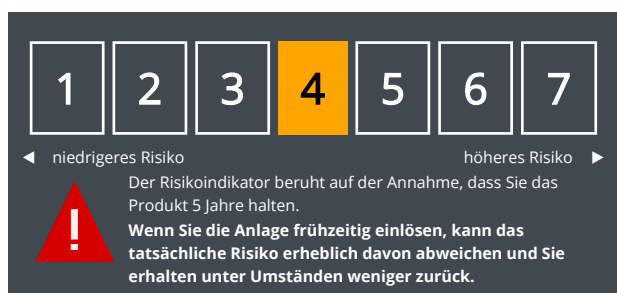 1 2 3 4 5 6 7
◄ niedrigeres Risiko höheres Risiko ►
Der Risikoindikator beruht auf der Annahme, dass Sie das
Produkt 5 Jahre halten.
!
Wenn Sie die Anlage frühzeitig einlösen, kann das
tatsächliche Risiko erheblich davon abweichen und Sie
erhalten unter Umständen weniger zurück.